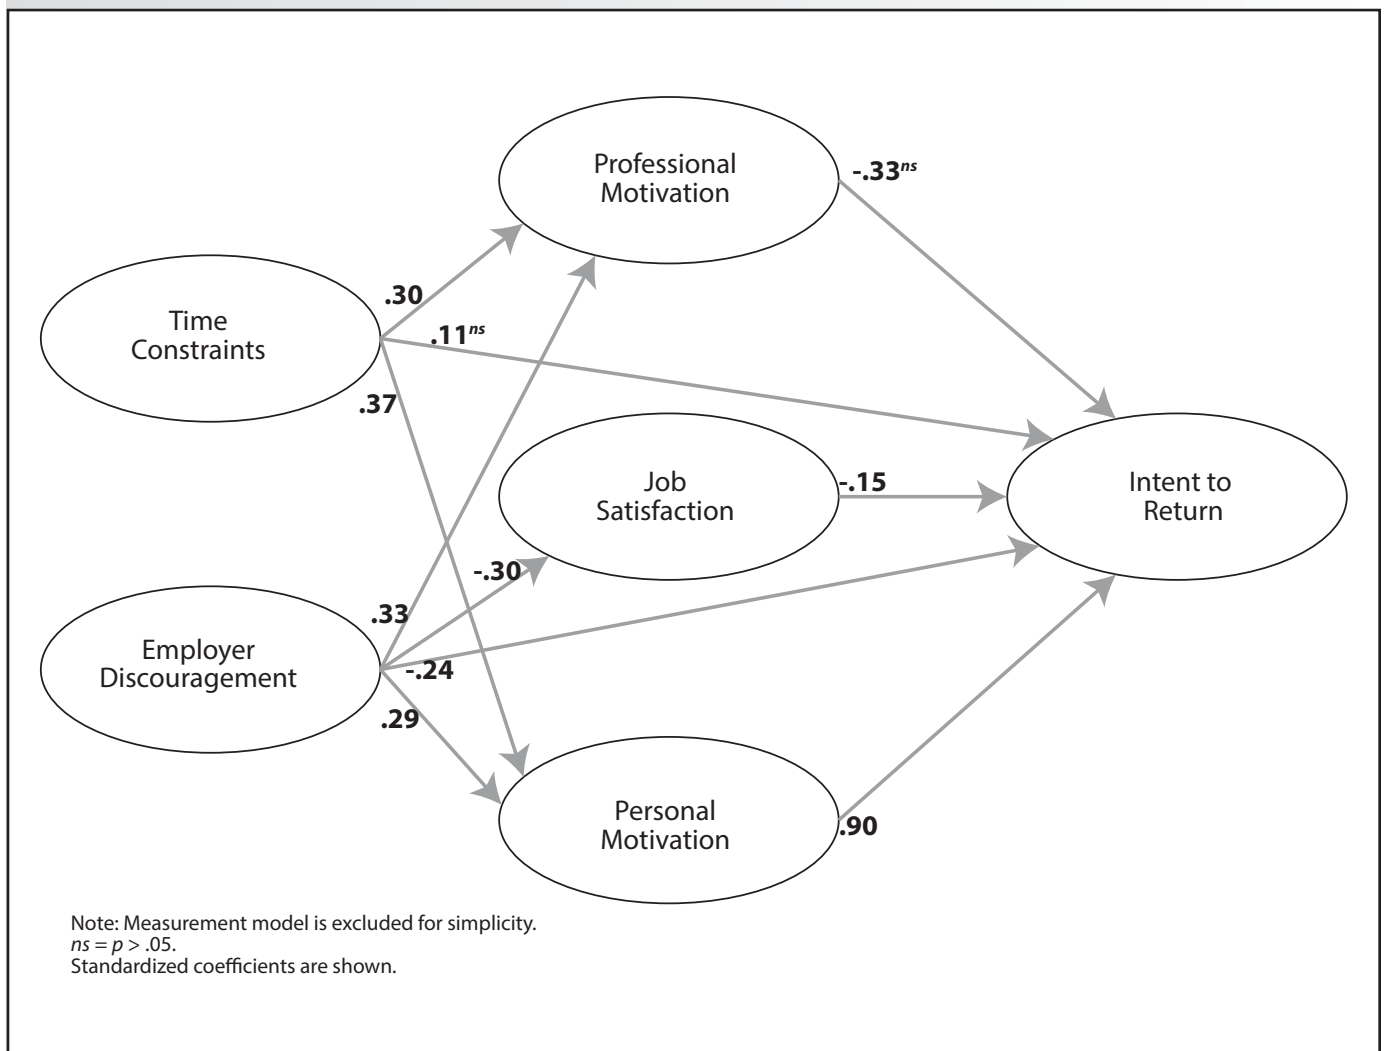 Professional
Motivation
-.33ns
Time
Constraints
.30
.11ns
.37
Job
Satisfaction
-.15
Intent to
Return
-.30
.33
Employer
Discouragement
-.24
.29
Personal
Motivation
.90
Note: Measurement model is excluded for simplicity.
ns = p > .05.
Standardized coefficients are shown.